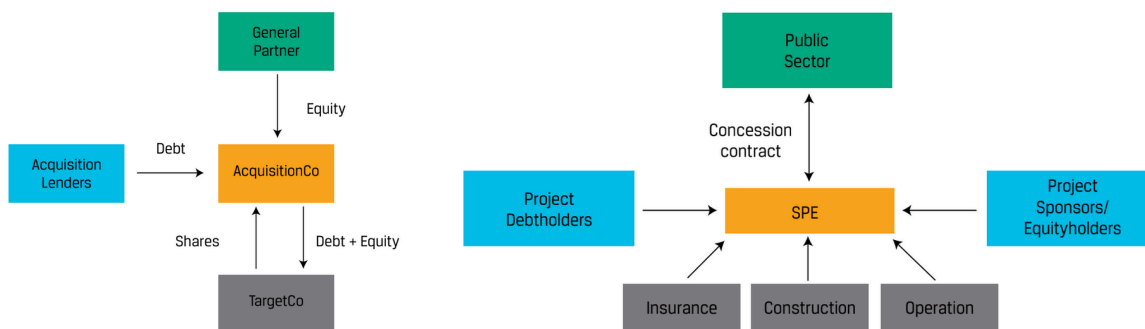 General
Partner
Equity
Acquisition
Lenders
Debt
AcquisitionCo
Shares
Debt + Equity
TargetCo
Public
Sector
Concession
contract
Project
Debtholders
SPE
Project
Sponsors/
Equityholders
Insurance
Construction
Operation